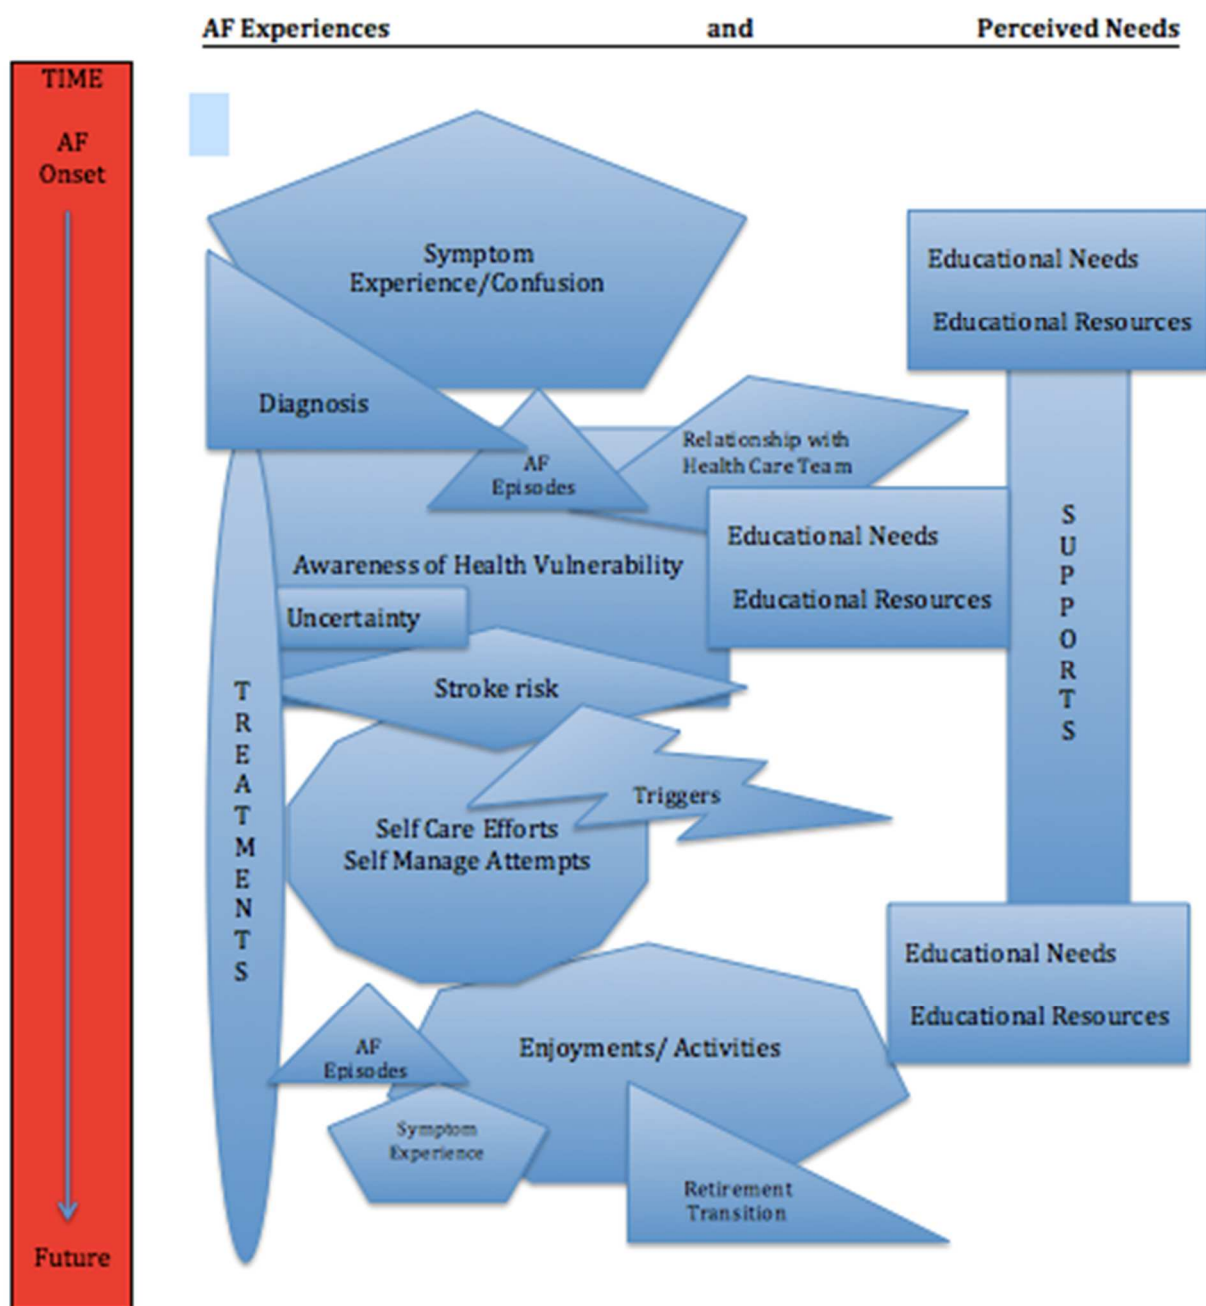 AF Experiences and Perceived Needs
TIME
AF
Onset
Future
Symptom
Experience/Confusion
Diagnosis
AF
Episodes
Relationship with
Health Care Team
Awareness of Health Vulnerability
Uncertainty
Stroke risk
Triggers
Self Care Efforts
Self Manage Attempts
TREATMENTS
AF
Episodes
Enjoyments/ Activities
Symptom
Experience
Retirement
Transition
Educational Needs
Educational Resources
Educational Needs
Educational Resources
SUPPORTS
Educational Needs
Educational Resources